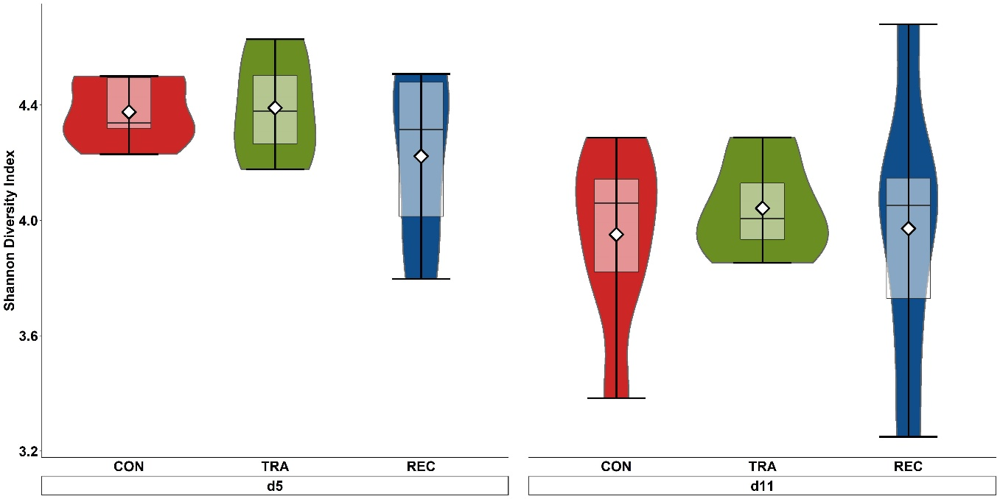 Shannon Diversity Index
4.4
4.0
3.6
3.2
CON TRA REC CON TRA REC
d5 d11